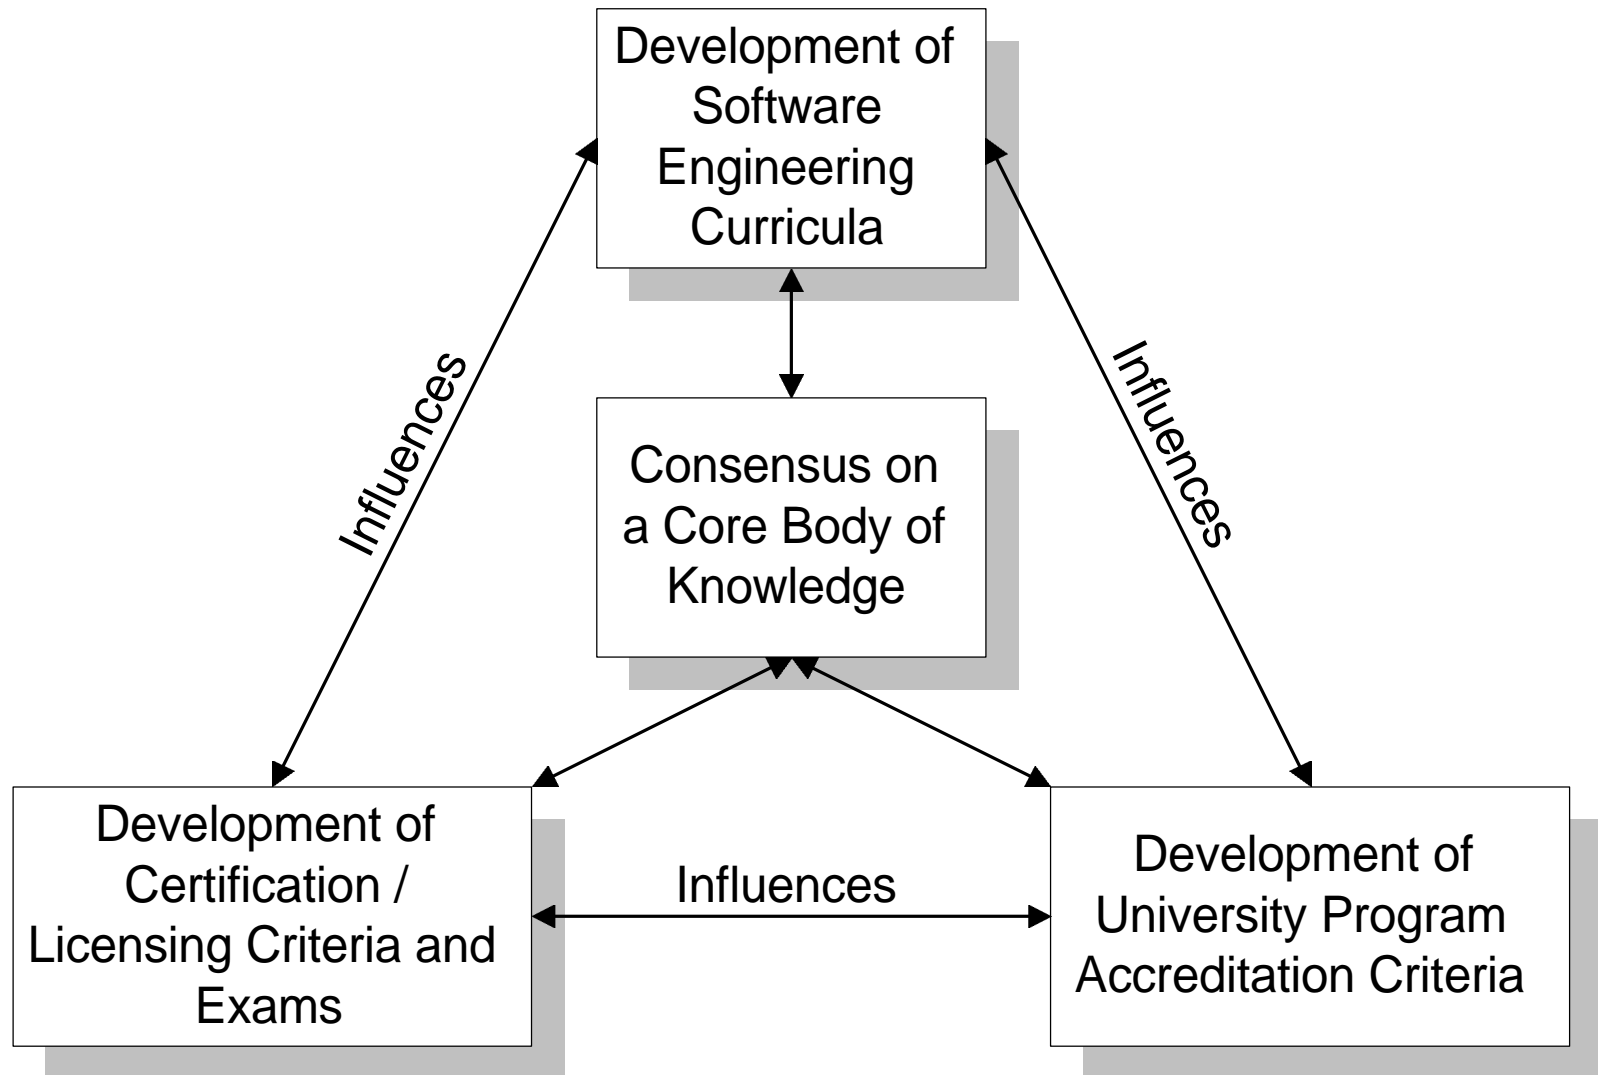 Development of
Software
Engineering
Curricula
Influences
Influences
Consensus on
a Core Body of
Knowledge
Development of
Certification /
Licensing Criteria and
Exams
Influences
Development of
University Program
Accreditation Criteria